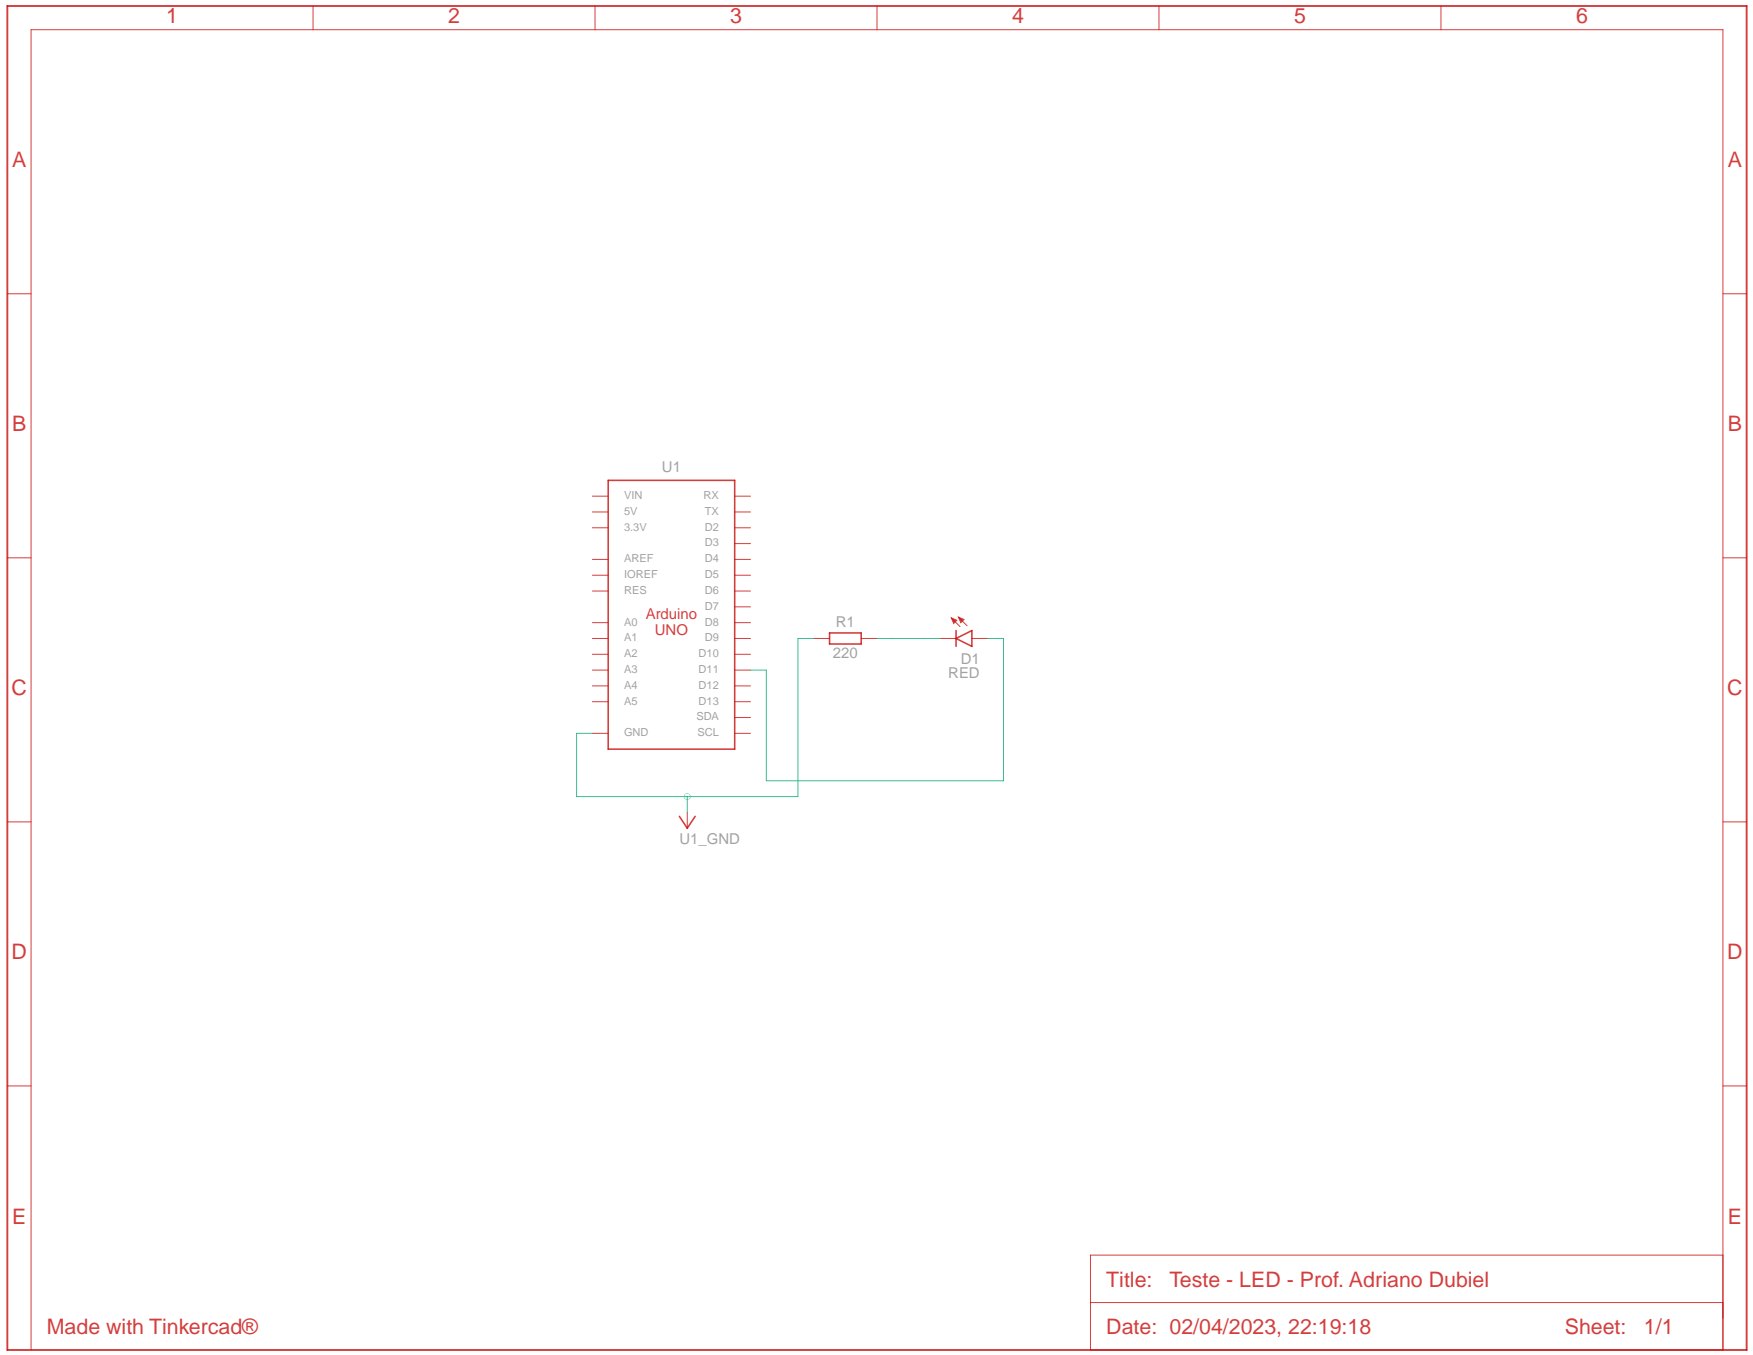 1 2 3 4 5 6
A A
B B
U1
VIN RX
5V TX
3.3V D2
D3
AREF D4
IOREF D5
RES D6
D7
Arduino
UNO
A0 D8
A1 D9
A2 D10
A3 D11
A4 D12
A5 D13
SDA
GND SCL
R1
220
D1
RED
C C
U1_GND
D D
E E
Title: Teste - LED - Prof. Adriano Dubiel
Made with Tinkercad®
Date: 02/04/2023, 22:19:18 Sheet: 1/1